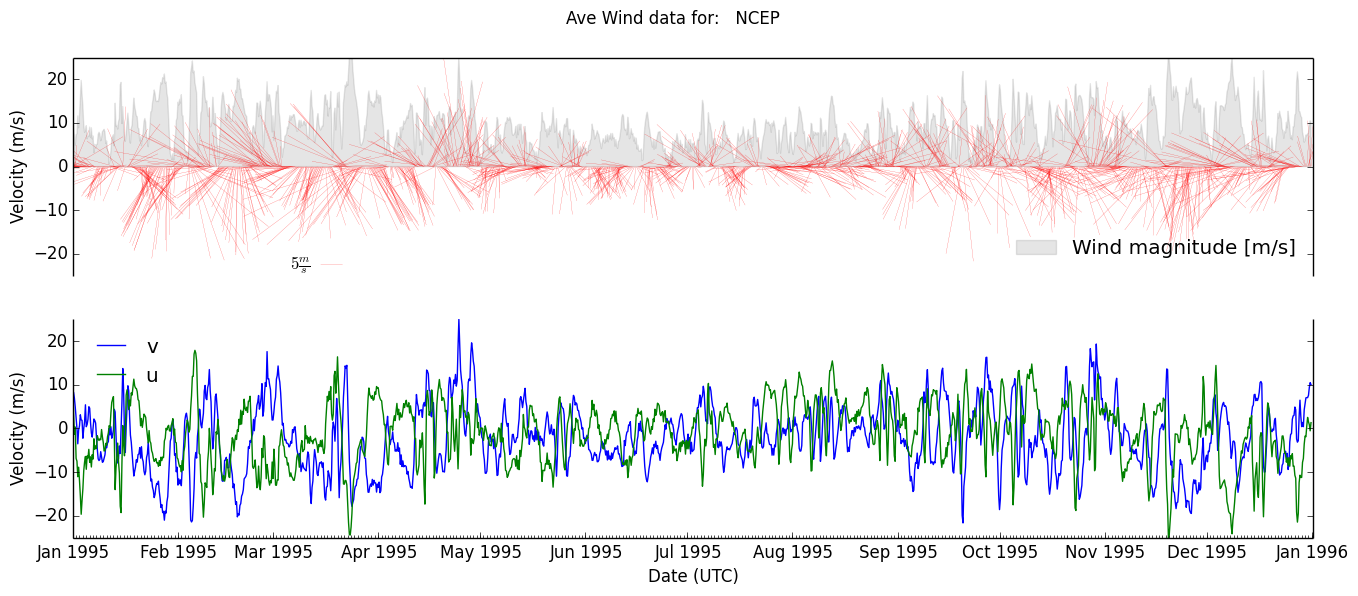 Ave Wind data for:   NCEP
Velocity (m/s)
20
10
0
−10
−20
5 m/s
Wind magnitude [m/s]
Velocity (m/s)
20
10
0
−10
−20
v
u
Jan 1995 Feb 1995 Mar 1995 Apr 1995 May 1995 Jun 1995 Jul 1995 Aug 1995 Sep 1995 Oct 1995 Nov 1995 Dec 1995 Jan 1996
Date (UTC)